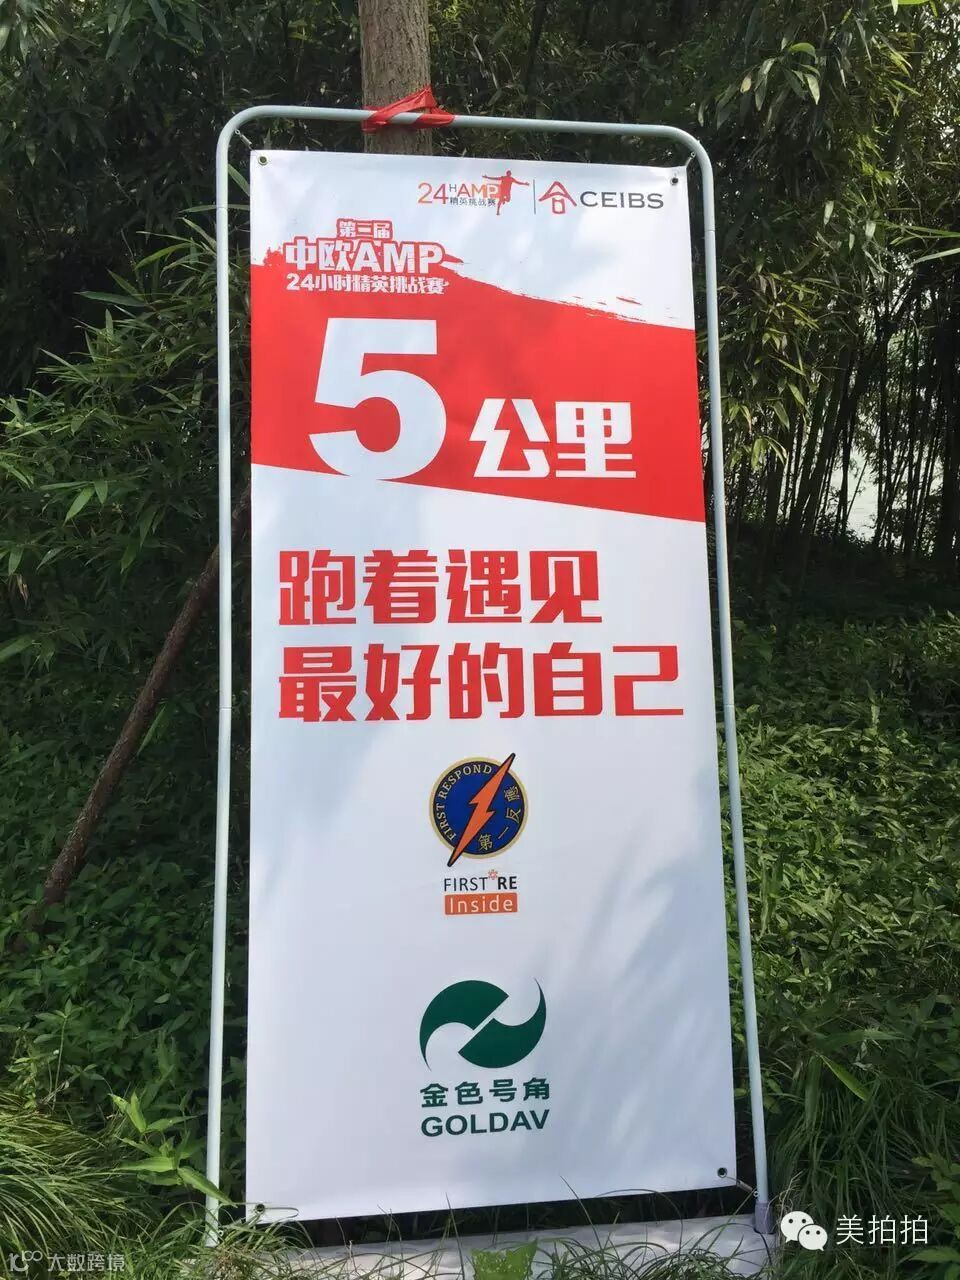 24HAMP
精英挑战赛
CEIBS
第三届
中欧AMP
24小时精英挑战赛
5公里
跑着遇见
最好的自己
FIRST RESPOND
第一反應
FIRST RE
Inside
金色号角
GOLDAV
美拍拍
大数跨境